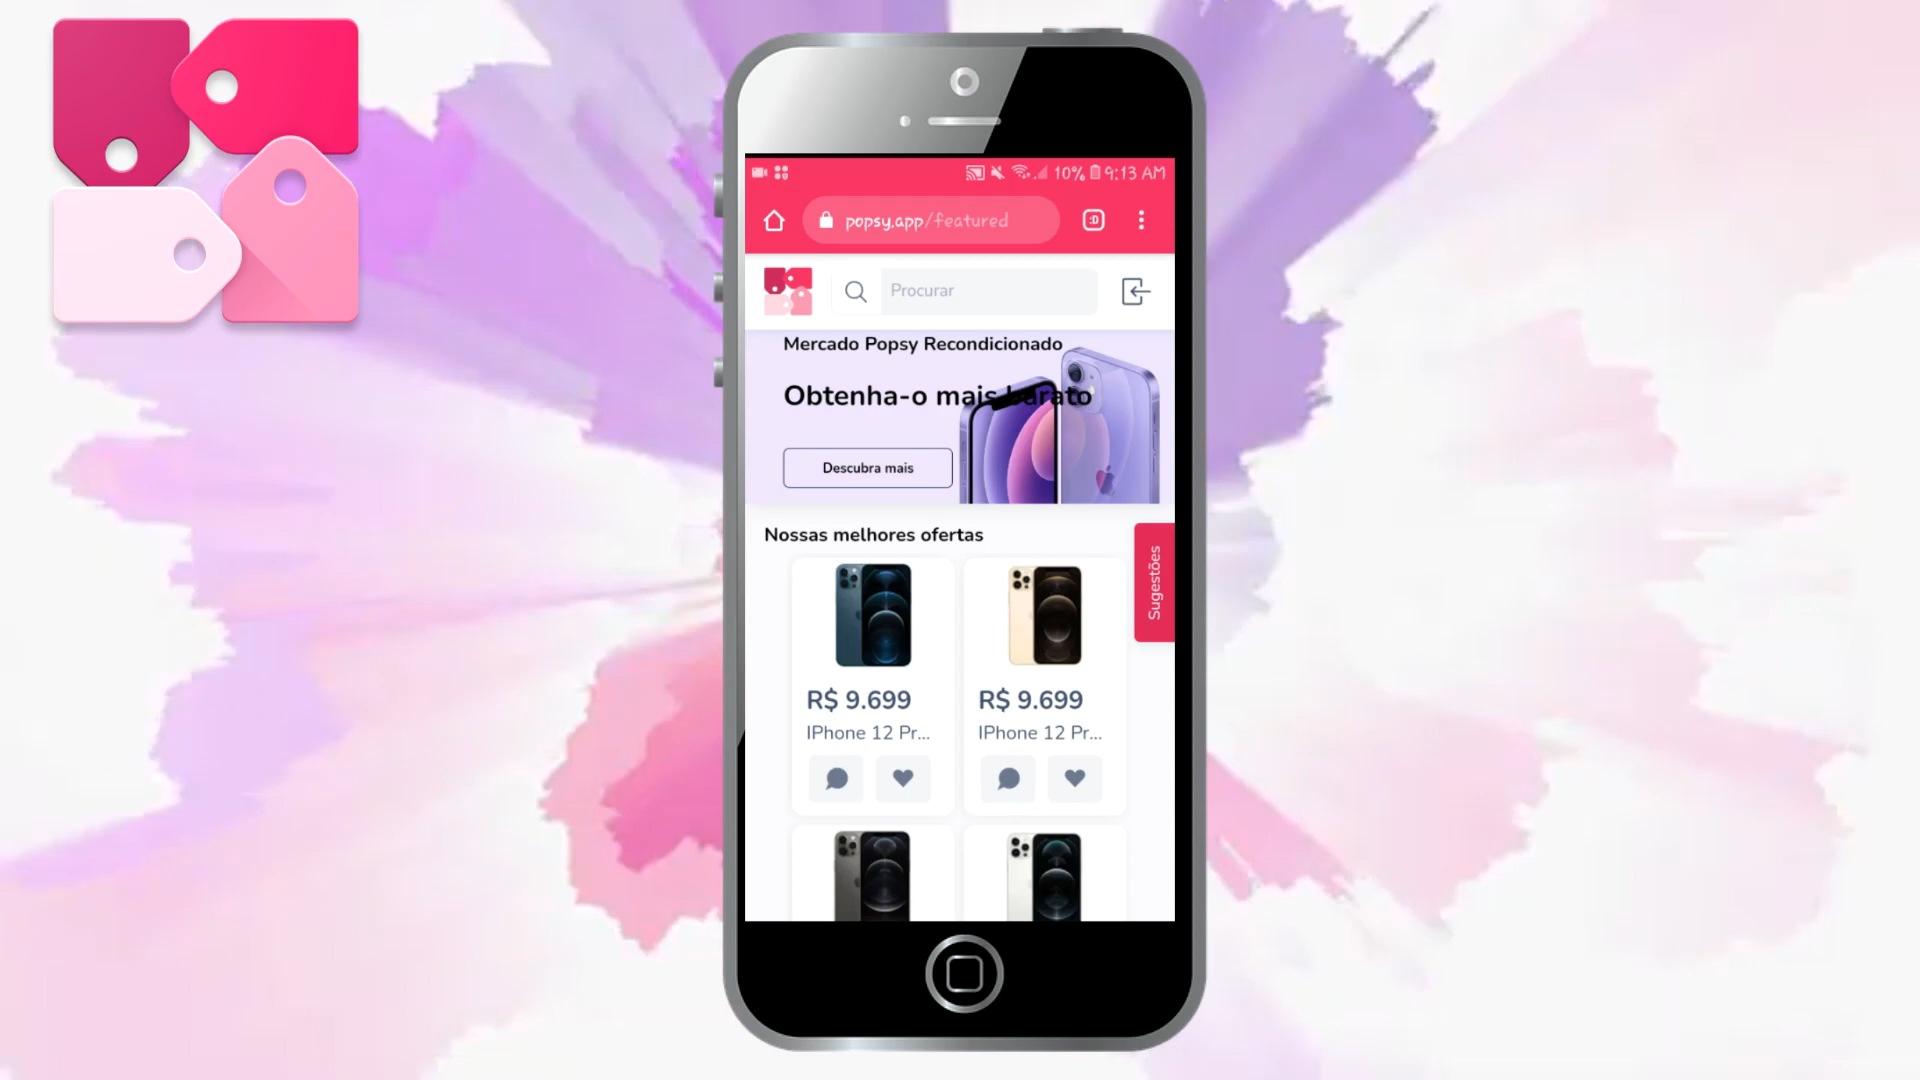 10% 9:13 AM
popsy.app/featured
:D
Procurar
Mercado Popsy Recondicionado
Obtenha-o mais barato
Descubra mais
Nossas melhores ofertas
Sugestões
R$ 9.699
IPhone 12 Pr...
R$ 9.699
IPhone 12 Pr...